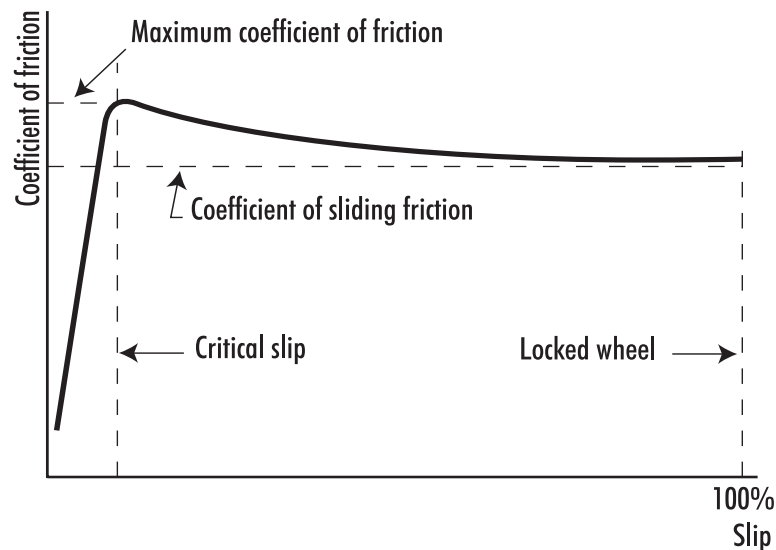 Maximum coefficient of friction
Coefficient of friction
Coefficient of sliding friction
Critical slip
Locked wheel
100%
Slip